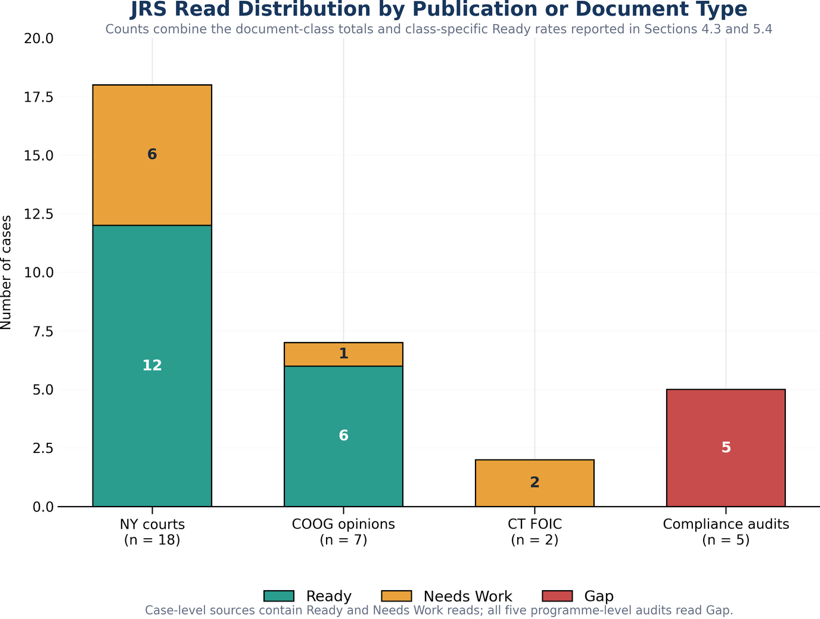 JRS Read Distribution by Publication or Document Type
Counts combine the document-class totals and class-specific Ready rates reported in Sections 4.3 and 5.4
20.0
17.5
15.0
12.5
10.0
7.5
5.0
2.5
0.0
Number of cases
6
12
1
6
2
5
NY courts
(n = 18)
COOG opinions
(n = 7)
CT FOIC
(n = 2)
Compliance audits
(n = 5)
Ready
Needs Work
Gap
Case-level sources contain Ready and Needs Work reads; all five programme-level audits read Gap.